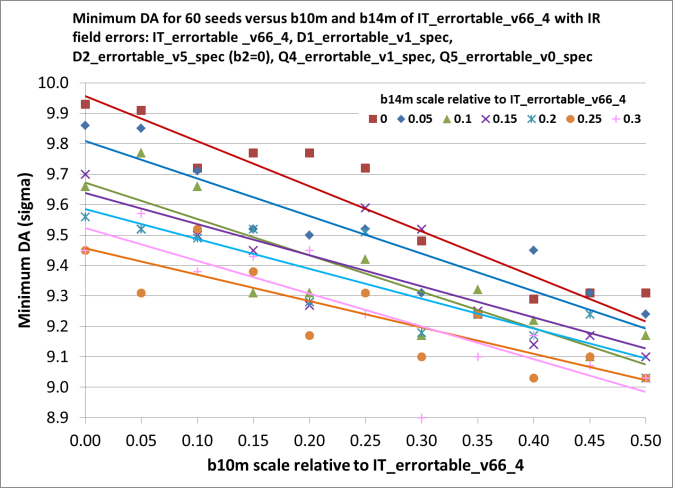 Minimum DA for 60 seeds versus b10m and b14m of IT_errortable_v66_4 with IR
field errors: IT_errortable _v66_4, D1_errortable_v1_spec,
D2_errortable_v5_spec (b2=0), Q4_errortable_v1_spec, Q5_errortable_v0_spec
b14m scale relative to IT_errortable_v66_4
0 0.05 0.1 0.15 0.2 0.25 0.3
Minimum DA (sigma)
10.0
9.9
9.8
9.7
9.6
9.5
9.4
9.3
9.2
9.1
9.0
8.9
0.00 0.05 0.10 0.15 0.20 0.25 0.30 0.35 0.40 0.45 0.50
b10m scale relative to IT_errortable_v66_4